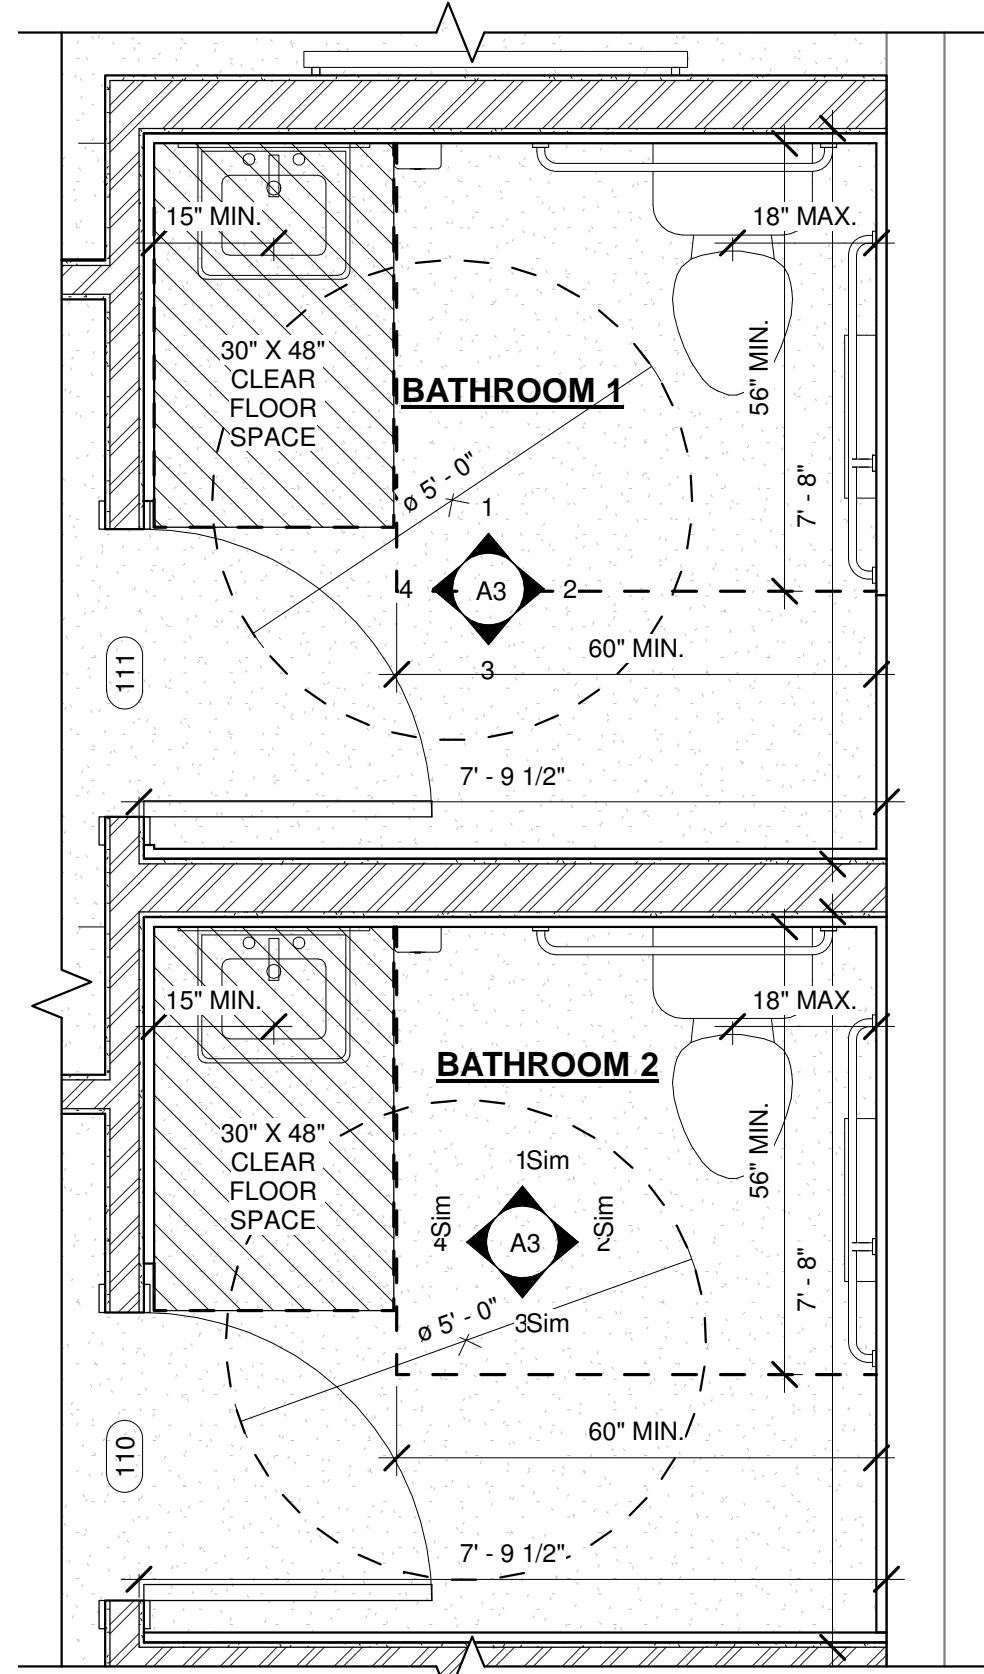 15" MIN.
18" MAX.
30" X 48"
CLEAR
FLOOR
SPACE
BATHROOM 1
56" MIN.
ø 5' - 0"
7' - 8"
1
4
A3
2
3
60" MIN.
111
7' - 9 1/2"
15" MIN.
18" MAX.
BATHROOM 2
30" X 48"
CLEAR
FLOOR
SPACE
56" MIN.
1Sim
4Sim
A3
2Sim
7' - 8"
ø 5' - 0"
3Sim
60" MIN.
110
7' - 9 1/2"